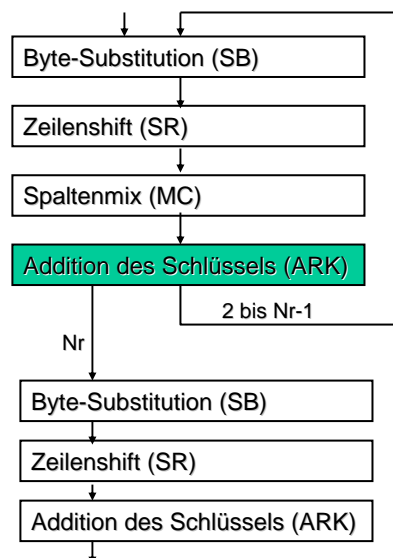 Byte-Substitution (SB)
Zeilenshift (SR)
Spaltenmix (MC)
Addition des Schlüssels (ARK)
2 bis Nr-1
Nr
Byte-Substitution (SB)
Zeilenshift (SR)
Addition des Schlüssels (ARK)